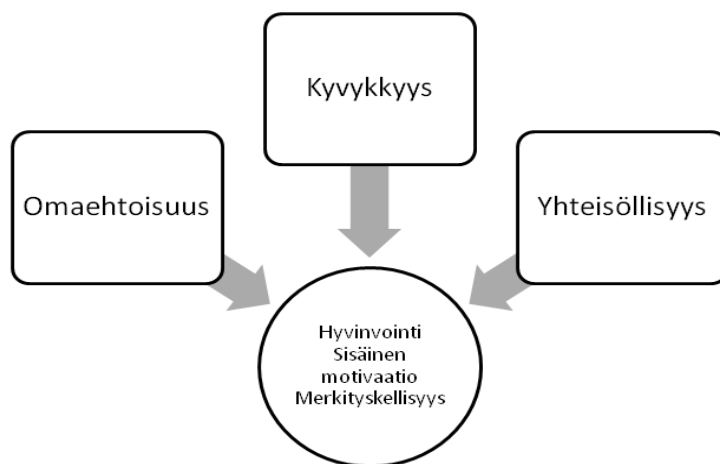 Kyvykkyys
Omaehtoisuus
Yhteisöllisyys
Hyvinvointi
Sisäinen
motivaatio
Merkityskellisyys